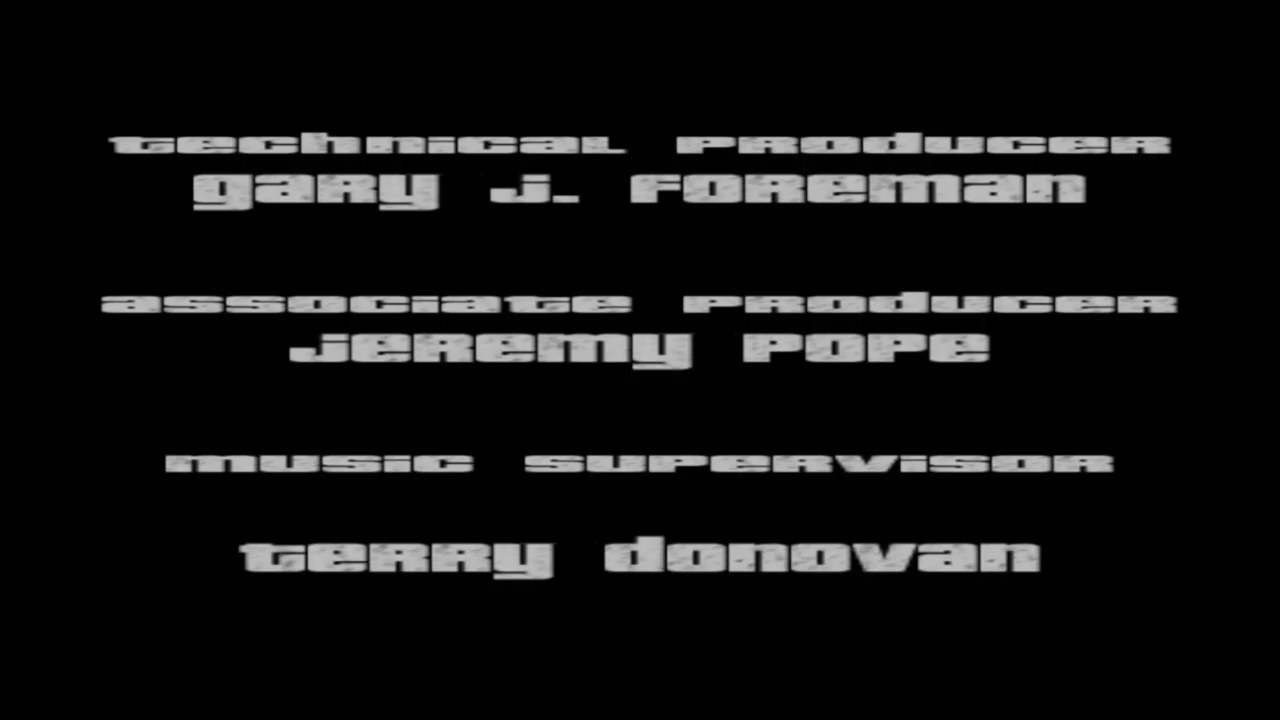 technical producer
gary j. foreman
associate producer
jeremy pope
music supervisor
terry donovan